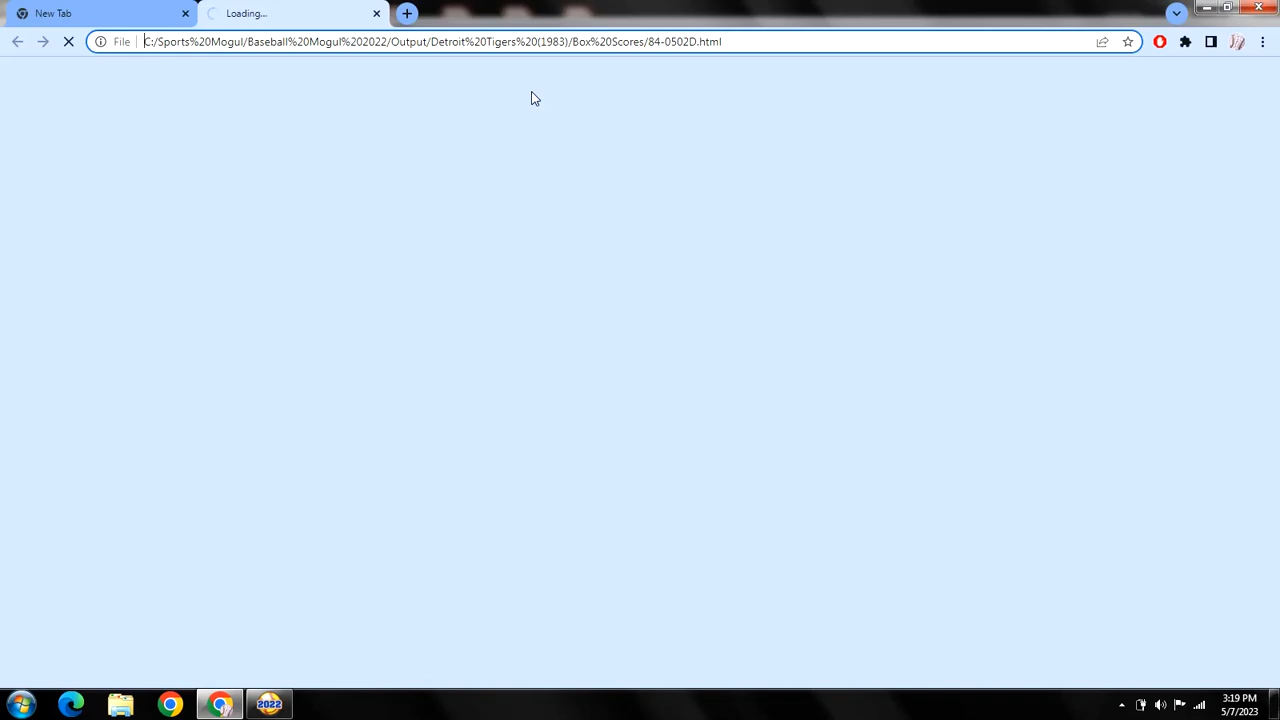 New Tab
Loading...
File C:/Sports%20Mogul/Baseball%20Mogul%202022/Output/Detroit%20Tigers%20(1983)/Box%20Scores/84-0502D.html
2022
3:19 PM
5/7/2023